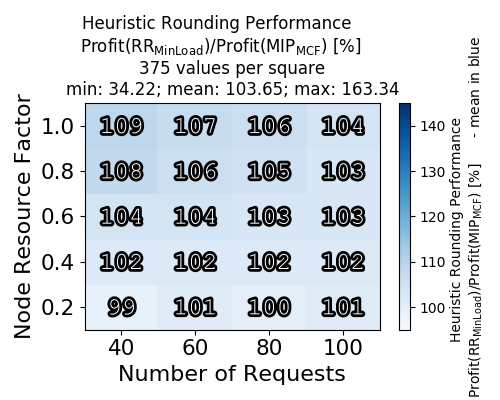 Heuristic Rounding Performance
Profit(RR_MinLoad)/Profit(MIP_MCF) [%]
375 values per square
min: 34.22; mean: 103.65; max: 163.34
Node Resource Factor
1.0 109 107 106 104
0.8 108 106 105 103
0.6 104 104 103 103
0.4 102 102 102 102
0.2 99 101 100 101
40 60 80 100
Number of Requests
140
130
120
110
100
Heuristic Rounding Performance
Profit(RR_MinLoad)/Profit(MIP_MCF) [%] - mean in blue